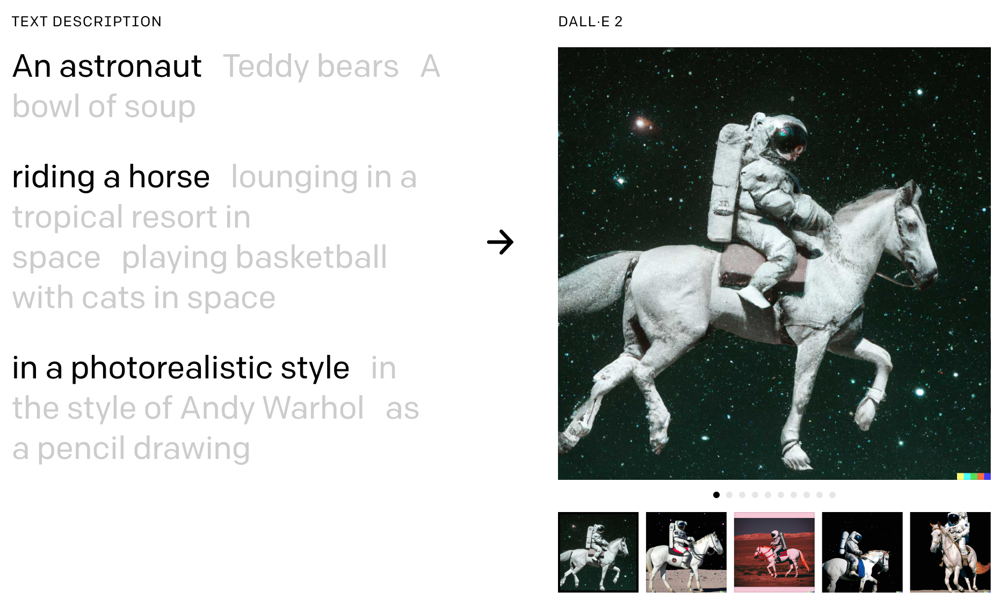 TEXT DESCRIPTION
An astronaut Teddy bears A
bowl of soup
riding a horse lounging in a
tropical resort in
space playing basketball
with cats in space
in a photorealistic style in
the style of Andy Warhol as
a pencil drawing
DALL·E 2